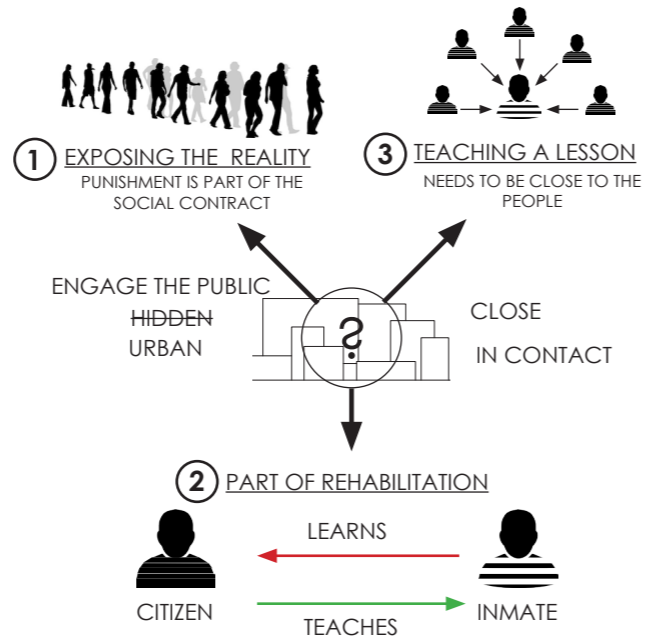 1 EXPOSING THE REALITY
PUNISHMENT IS PART OF THE
SOCIAL CONTRACT
3 TEACHING A LESSON
NEEDS TO BE CLOSE TO THE
PEOPLE
ENGAGE THE PUBLIC
HIDDEN
URBAN
?
CLOSE
IN CONTACT
2 PART OF REHABILITATION
LEARNS
CITIZEN
INMATE
TEACHES